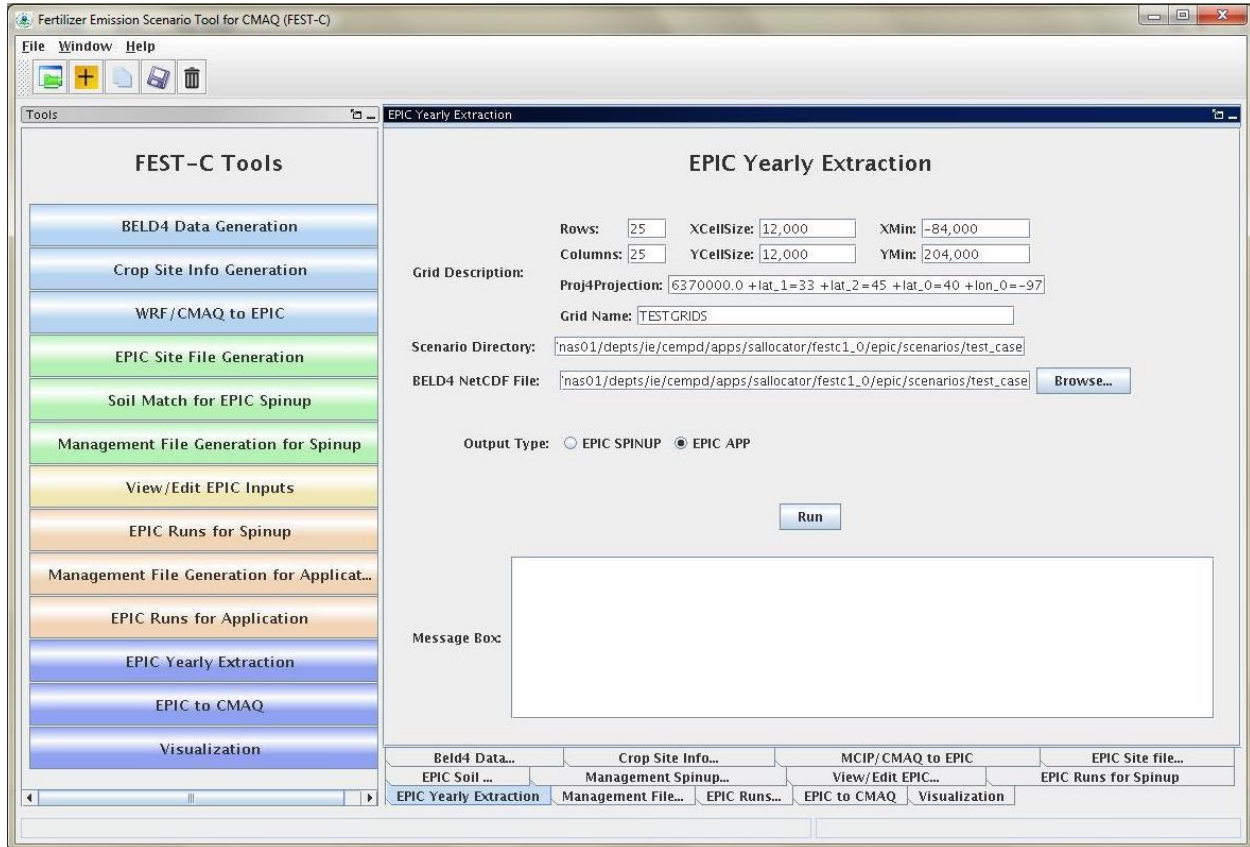 Fertilizer Emission Scenario Tool for CMAQ (FEST-C)
File Window Help
Tools
EPIC Yearly Extraction
FEST-C Tools
BELD4 Data Generation
Crop Site Info Generation
WRF/CMAQ to EPIC
EPIC Site File Generation
Soil Match for EPIC Spinup
Management File Generation for Spinup
View/Edit EPIC Inputs
EPIC Runs for Spinup
Management File Generation for Applicat...
EPIC Runs for Application
EPIC Yearly Extraction
EPIC to CMAQ
Visualization
EPIC Yearly Extraction
Grid Description:
Rows: 25 XCellSize: 12,000 XMin: -84,000
Columns: 25 YCellSize: 12,000 YMin: 204,000
Proj4Projection: 6370000.0 +lat_1=33 +lat_2=45 +lat_0=40 +lon_0=-97
Grid Name: TESTGRIDS
Scenario Directory: 'nas01/depts/ie/cempd/apps/sallocator/festc1_0/epic/scenarios/test_case
BELD4 NetCDF File: 'nas01/depts/ie/cempd/apps/sallocator/festc1_0/epic/scenarios/test_case Browse...
Output Type: EPIC SPINUP EPIC APP
Run
Message Box:
Beld4 Data... Crop Site Info... MCIP/CMAQ to EPIC EPIC Site file...
EPIC Soil ... Management Spinup... View/Edit EPIC... EPIC Runs for Spinup
EPIC Yearly Extraction Management File... EPIC Runs... EPIC to CMAQ Visualization